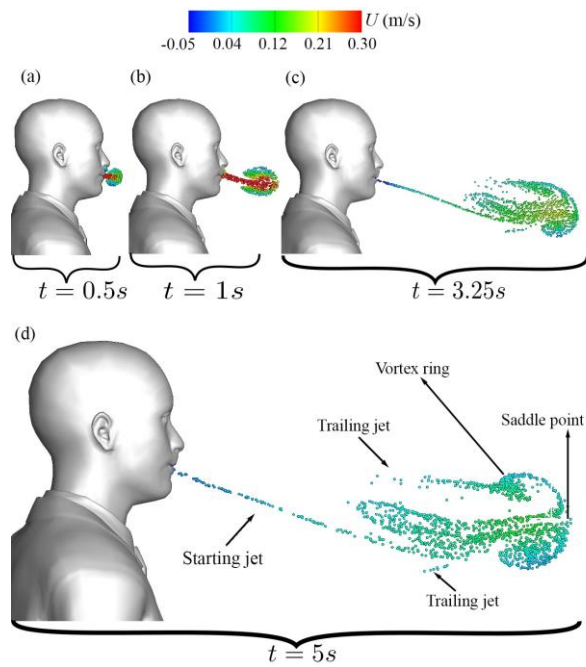 U (m/s)
-0.05 0.04 0.12 0.21 0.30
(a) (b) (c)
t = 0.5s t = 1s t = 3.25s
(d)
Vortex ring
Saddle point
Trailing jet
Starting jet
Trailing jet
t = 5s